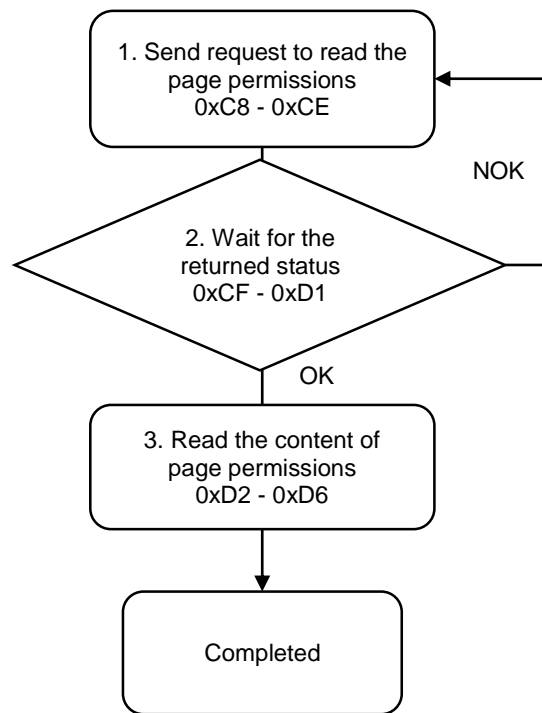 1. Send request to read the
page permissions
0xC8 - 0xCE
NOK
2. Wait for the
returned status
0xCF - 0xD1
OK
3. Read the content of
page permissions
0xD2 - 0xD6
Completed